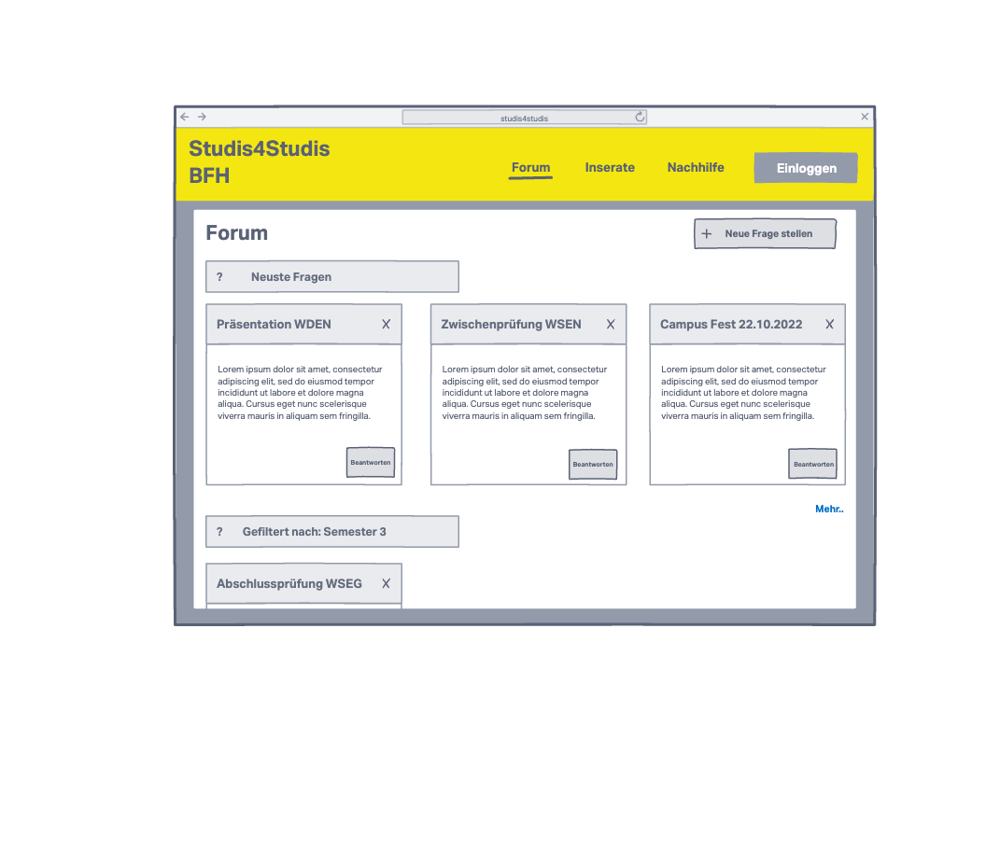 studis4studis
Studis4Studis
BFH
Forum
Inserate
Nachhilfe
Einloggen
Forum
+ Neue Frage stellen
? Neuste Fragen
Präsentation WDEN X
Lorem ipsum dolor sit amet, consectetur
adipiscing elit, sed do eiusmod tempor
incididunt ut labore et dolore magna
aliqua. Cursus eget nunc scelerisque
viverra mauris in aliquam sem fringilla.
Beantworten
Zwischenprüfung WSEN X
Lorem ipsum dolor sit amet, consectetur
adipiscing elit, sed do eiusmod tempor
incididunt ut labore et dolore magna
aliqua. Cursus eget nunc scelerisque
viverra mauris in aliquam sem fringilla.
Beantworten
Campus Fest 22.10.2022 X
Lorem ipsum dolor sit amet, consectetur
adipiscing elit, sed do eiusmod tempor
incididunt ut labore et dolore magna
aliqua. Cursus eget nunc scelerisque
viverra mauris in aliquam sem fringilla.
Beantworten
Mehr..
? Gefiltert nach: Semester 3
Abschlussprüfung WSEG X